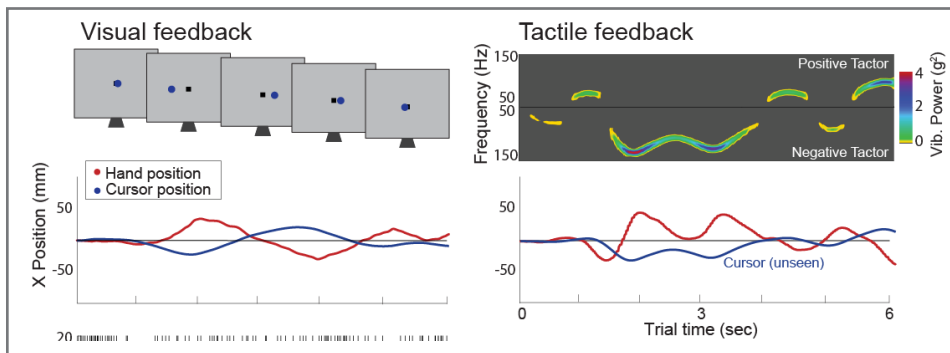 Visual feedback
Tactile feedback
Frequency (Hz)
150
50
50
150
Positive Tactor
Negative Tactor
4
2
0
Vib. Power (g²)
Hand position
Cursor position
X Position (mm)
50
-50
50
-50
Cursor (unseen)
0
2
3
6
Trial time (sec)
20